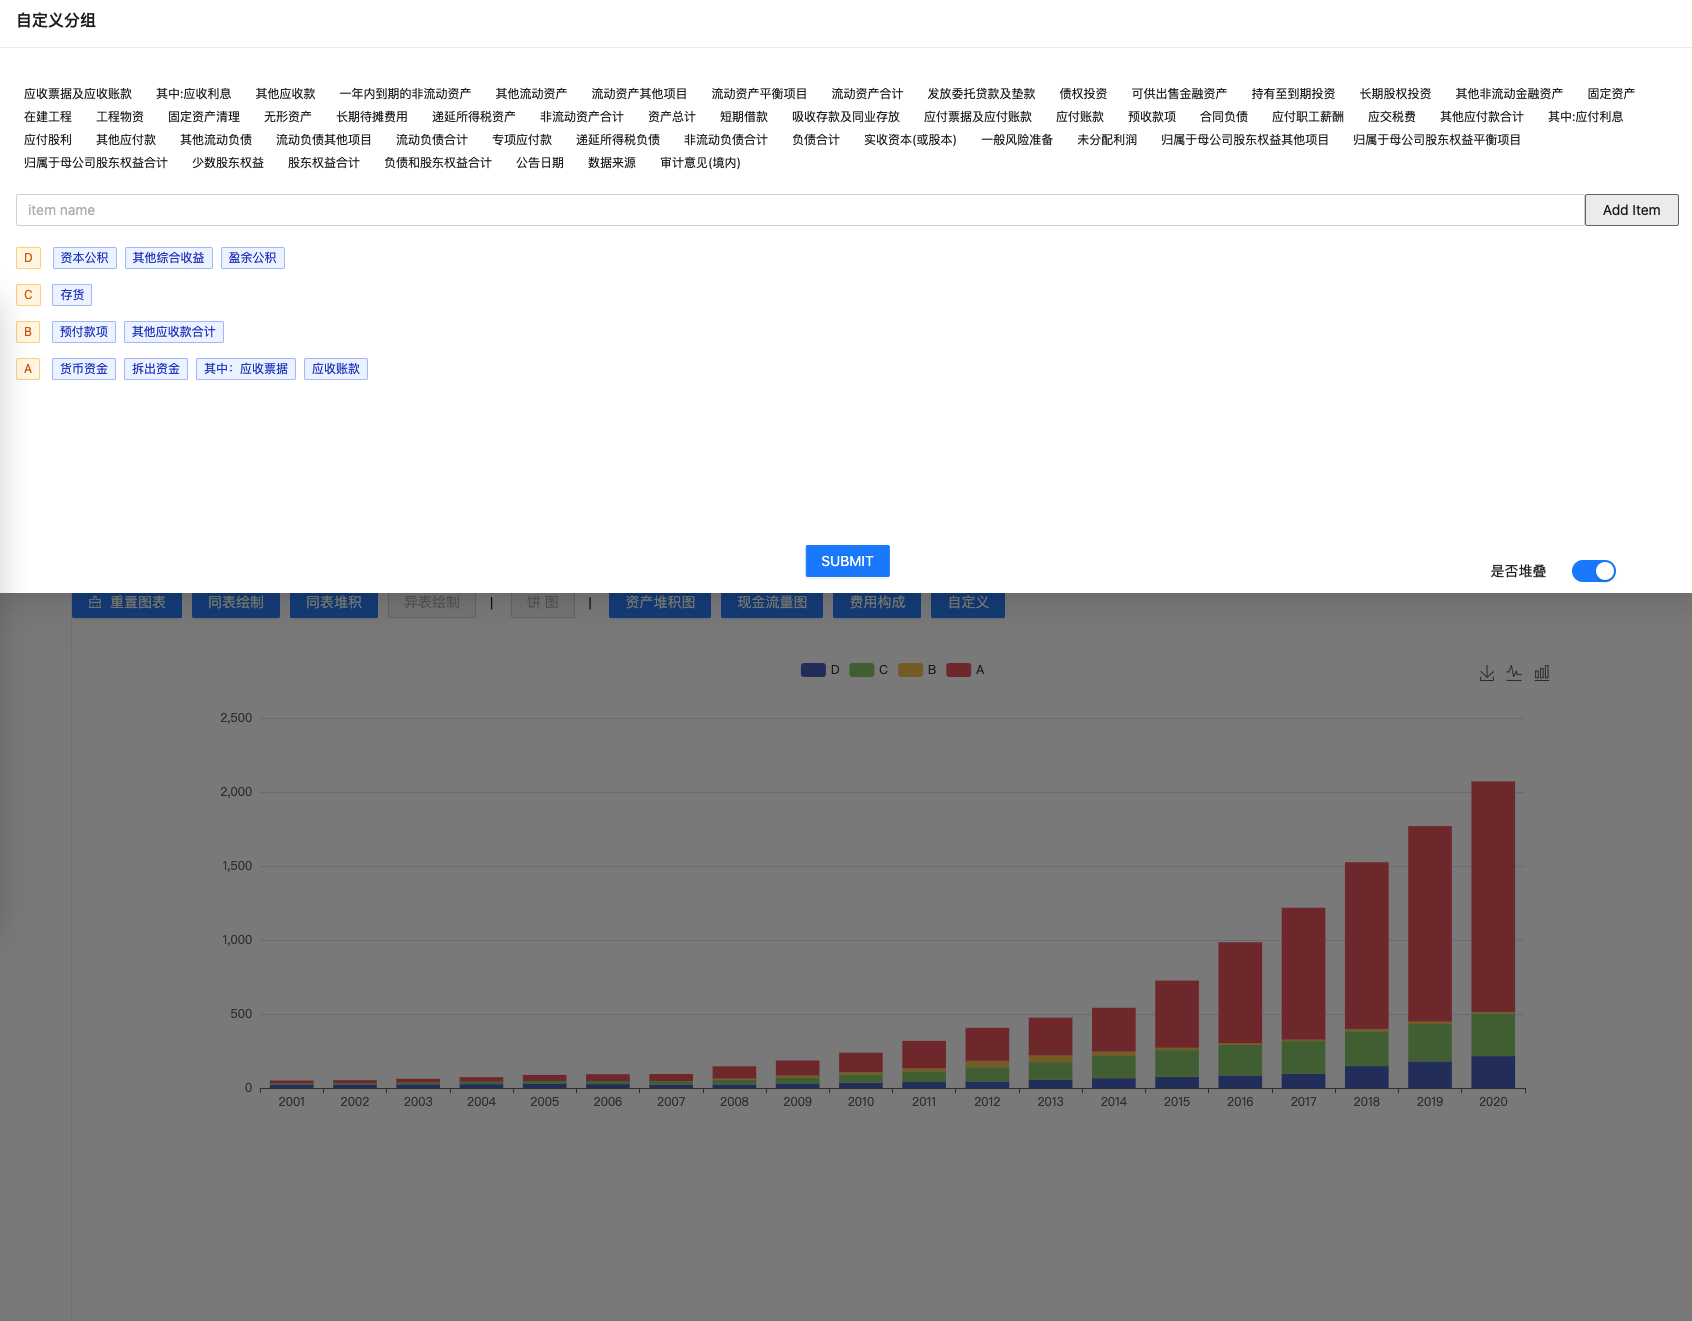 自定义分组
应收票据及应收账款 其中:应收利息 其他应收款 一年内到期的非流动资产 其他流动资产 流动资产其他项目 流动资产平衡项目 流动资产合计 发放委托贷款及垫款 债权投资 可供出售金融资产 持有至到期投资 长期股权投资 其他非流动金融资产 固定资产
在建工程 工程物资 固定资产清理 无形资产 长期待摊费用 递延所得税资产 非流动资产合计 资产总计 短期借款 吸收存款及同业存放 应付票据及应付账款 应付账款 预收款项 合同负债 应付职工薪酬 应交税费 其他应付款合计 其中:应付利息
应付股利 其他应付款 其他流动负债 流动负债其他项目 流动负债合计 专项应付款 递延所得税负债 非流动负债合计 负债合计 实收资本(或股本) 一般风险准备 未分配利润 归属于母公司股东权益其他项目 归属于母公司股东权益平衡项目
归属于母公司股东权益合计 少数股东权益 股东权益合计 负债和股东权益合计 公告日期 数据来源 审计意见(境内)
item name Add Item
D 资本公积 其他综合收益 盈余公积
C 存货
B 预付款项 其他应收款合计
A 货币资金 拆出资金 其中：应收票据 应收账款
SUBMIT
是否堆叠
重置图表 同表绘制 同表堆积 异表绘制 | 饼 图 | 资产堆积图 现金流量图 费用构成 自定义
D C B A
2,500
2,000
1,500
1,000
500
0
2001 2002 2003 2004 2005 2006 2007 2008 2009 2010 2011 2012 2013 2014 2015 2016 2017 2018 2019 2020